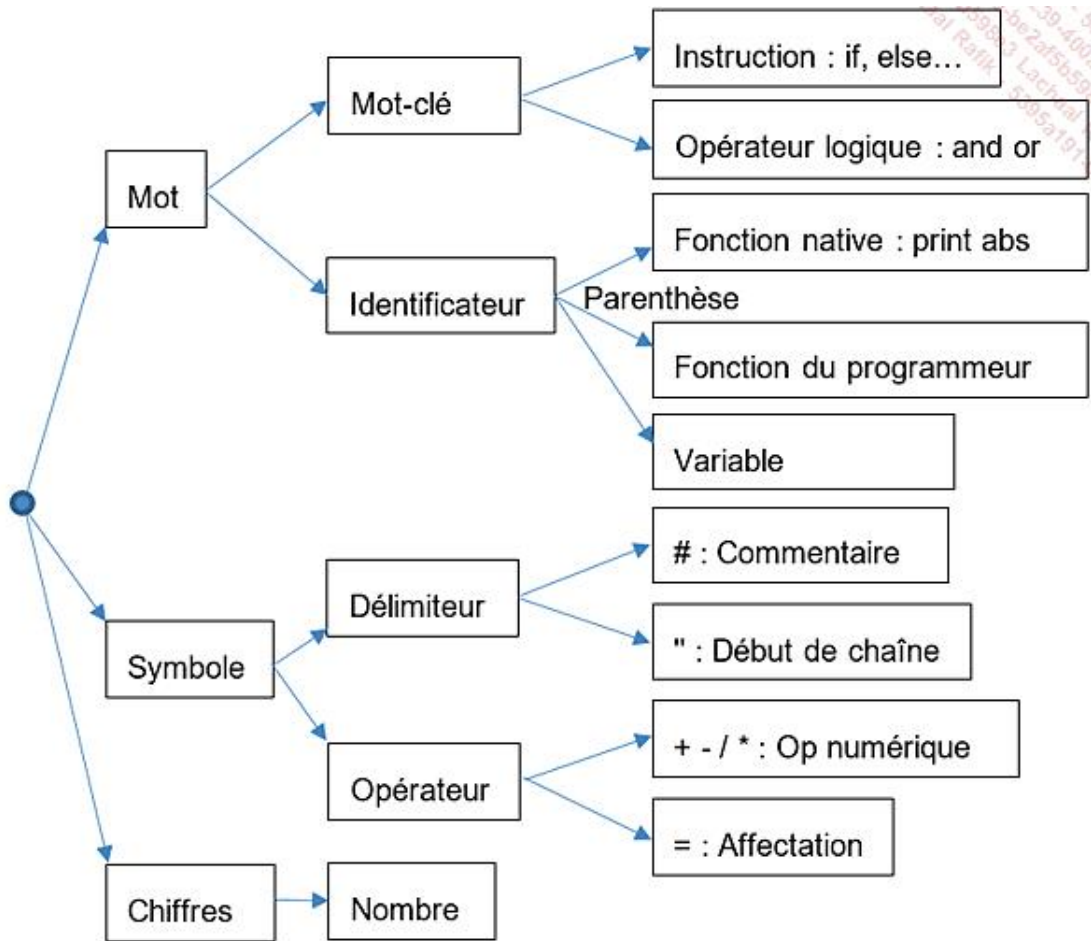 Instruction : if, else…
Mot-clé
Opérateur logique : and or
Mot
Fonction native : print abs
Identificateur
Parenthèse
Fonction du programmeur
Variable
# : Commentaire
Délimiteur
" : Début de chaîne
Symbole
+ - / * : Op numérique
Opérateur
= : Affectation
Chiffres
Nombre